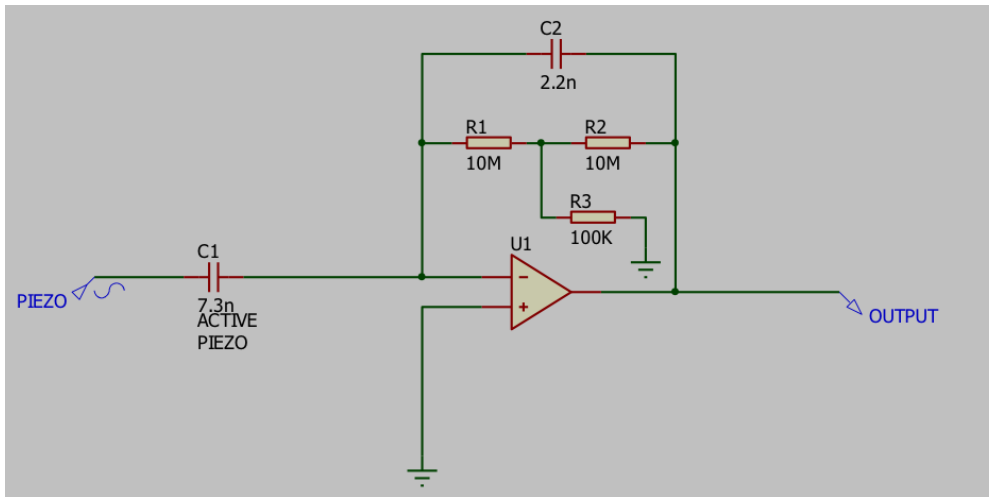 C2
2.2n
R1
10M
R2
10M
R3
100K
U1
C1
7.3n
ACTIVE
PIEZO
PIEZO
OUTPUT